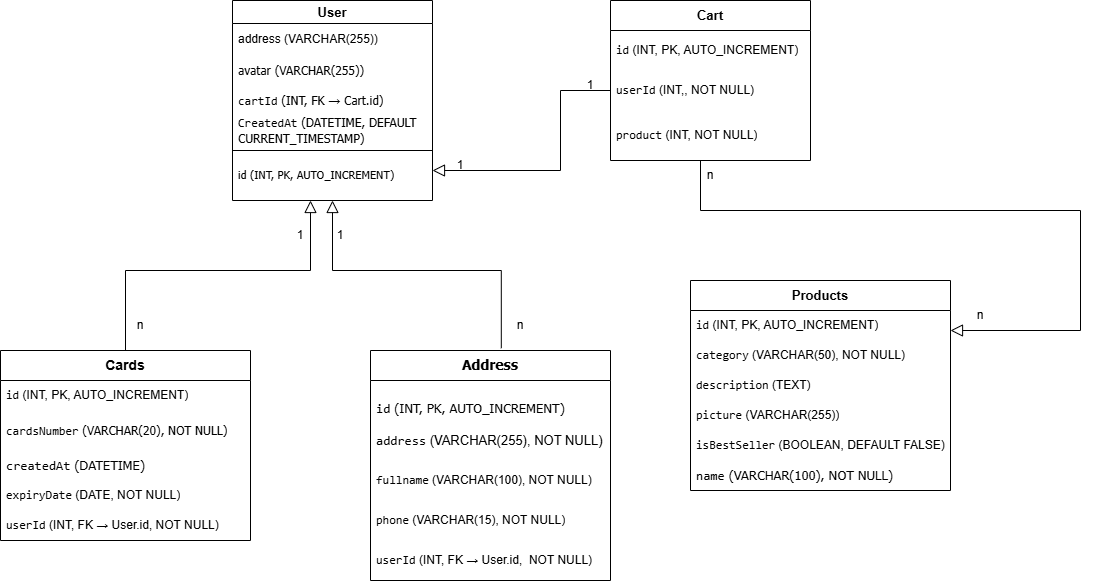 User
address (VARCHAR(255))
avatar (VARCHAR(255))
cartId (INT, FK → Cart.id)
CreatedAt (DATETIME, DEFAULT
CURRENT_TIMESTAMP)
id (INT, PK, AUTO_INCREMENT)
Cart
id (INT, PK, AUTO_INCREMENT)
userId (INT,, NOT NULL)
product (INT, NOT NULL)
1
1
n
1
1
n
n
n
Products
id (INT, PK, AUTO_INCREMENT)
category (VARCHAR(50), NOT NULL)
description (TEXT)
picture (VARCHAR(255))
isBestSeller (BOOLEAN, DEFAULT FALSE)
name (VARCHAR(100), NOT NULL)
Cards
id (INT, PK, AUTO_INCREMENT)
cardsNumber (VARCHAR(20), NOT NULL)
createdAt (DATETIME)
expiryDate (DATE, NOT NULL)
userId (INT, FK → User.id, NOT NULL)
Address
id (INT, PK, AUTO_INCREMENT)
address (VARCHAR(255), NOT NULL)
fullname (VARCHAR(100), NOT NULL)
phone (VARCHAR(15), NOT NULL)
userId (INT, FK → User.id, NOT NULL)